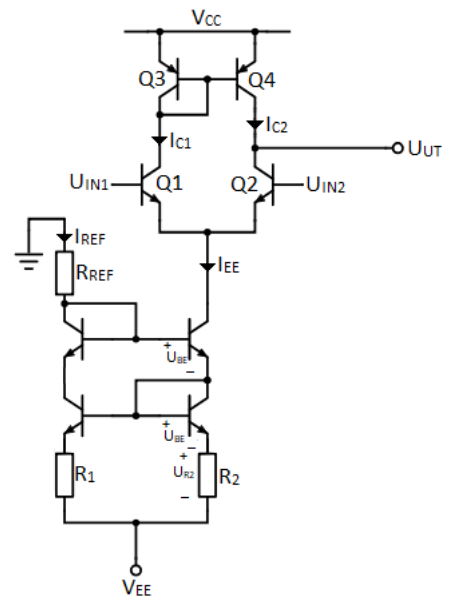 VCC
Q3
Q4
IC1
IC2
UUT
UIN1
Q1
Q2
UIN2
IREF
RREF
IEE
+
UBE
−
+
UBE
−
+
UR2
−
R1
R2
VEE